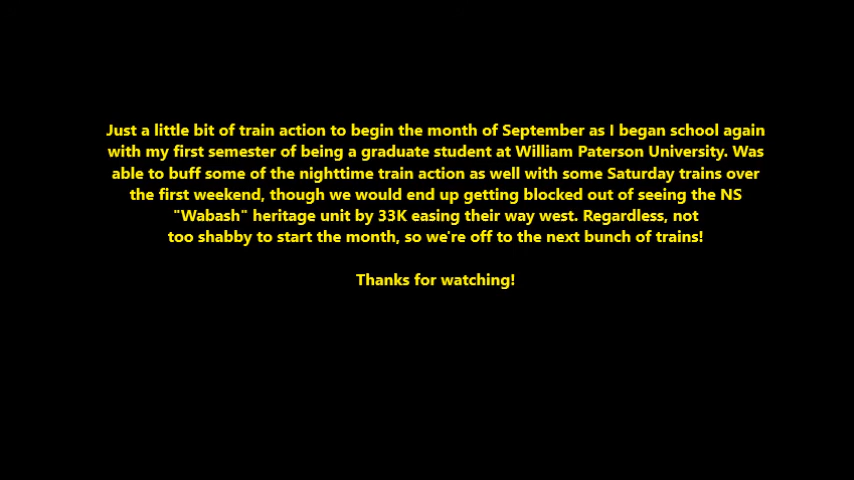 Just a little bit of train action to begin the month of September as I began school again
with my first semester of being a graduate student at William Paterson University. Was
able to buff some of the nighttime train action as well with some Saturday trains over
the first weekend, though we would end up getting blocked out of seeing the NS
"Wabash" heritage unit by 33K easing their way west. Regardless, not
too shabby to start the month, so we're off to the next bunch of trains!
Thanks for watching!